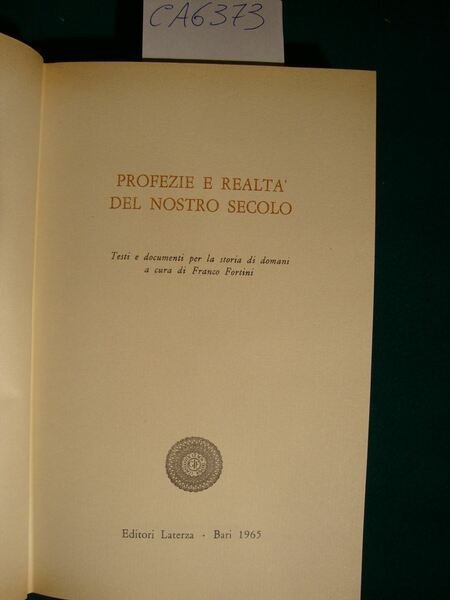 CA6373
PROFEZIE E REALTA'
DEL NOSTRO SECOLO
Testi e documenti per la storia di domani
a cura di Franco Fortini
Editori Laterza - Bari 1965